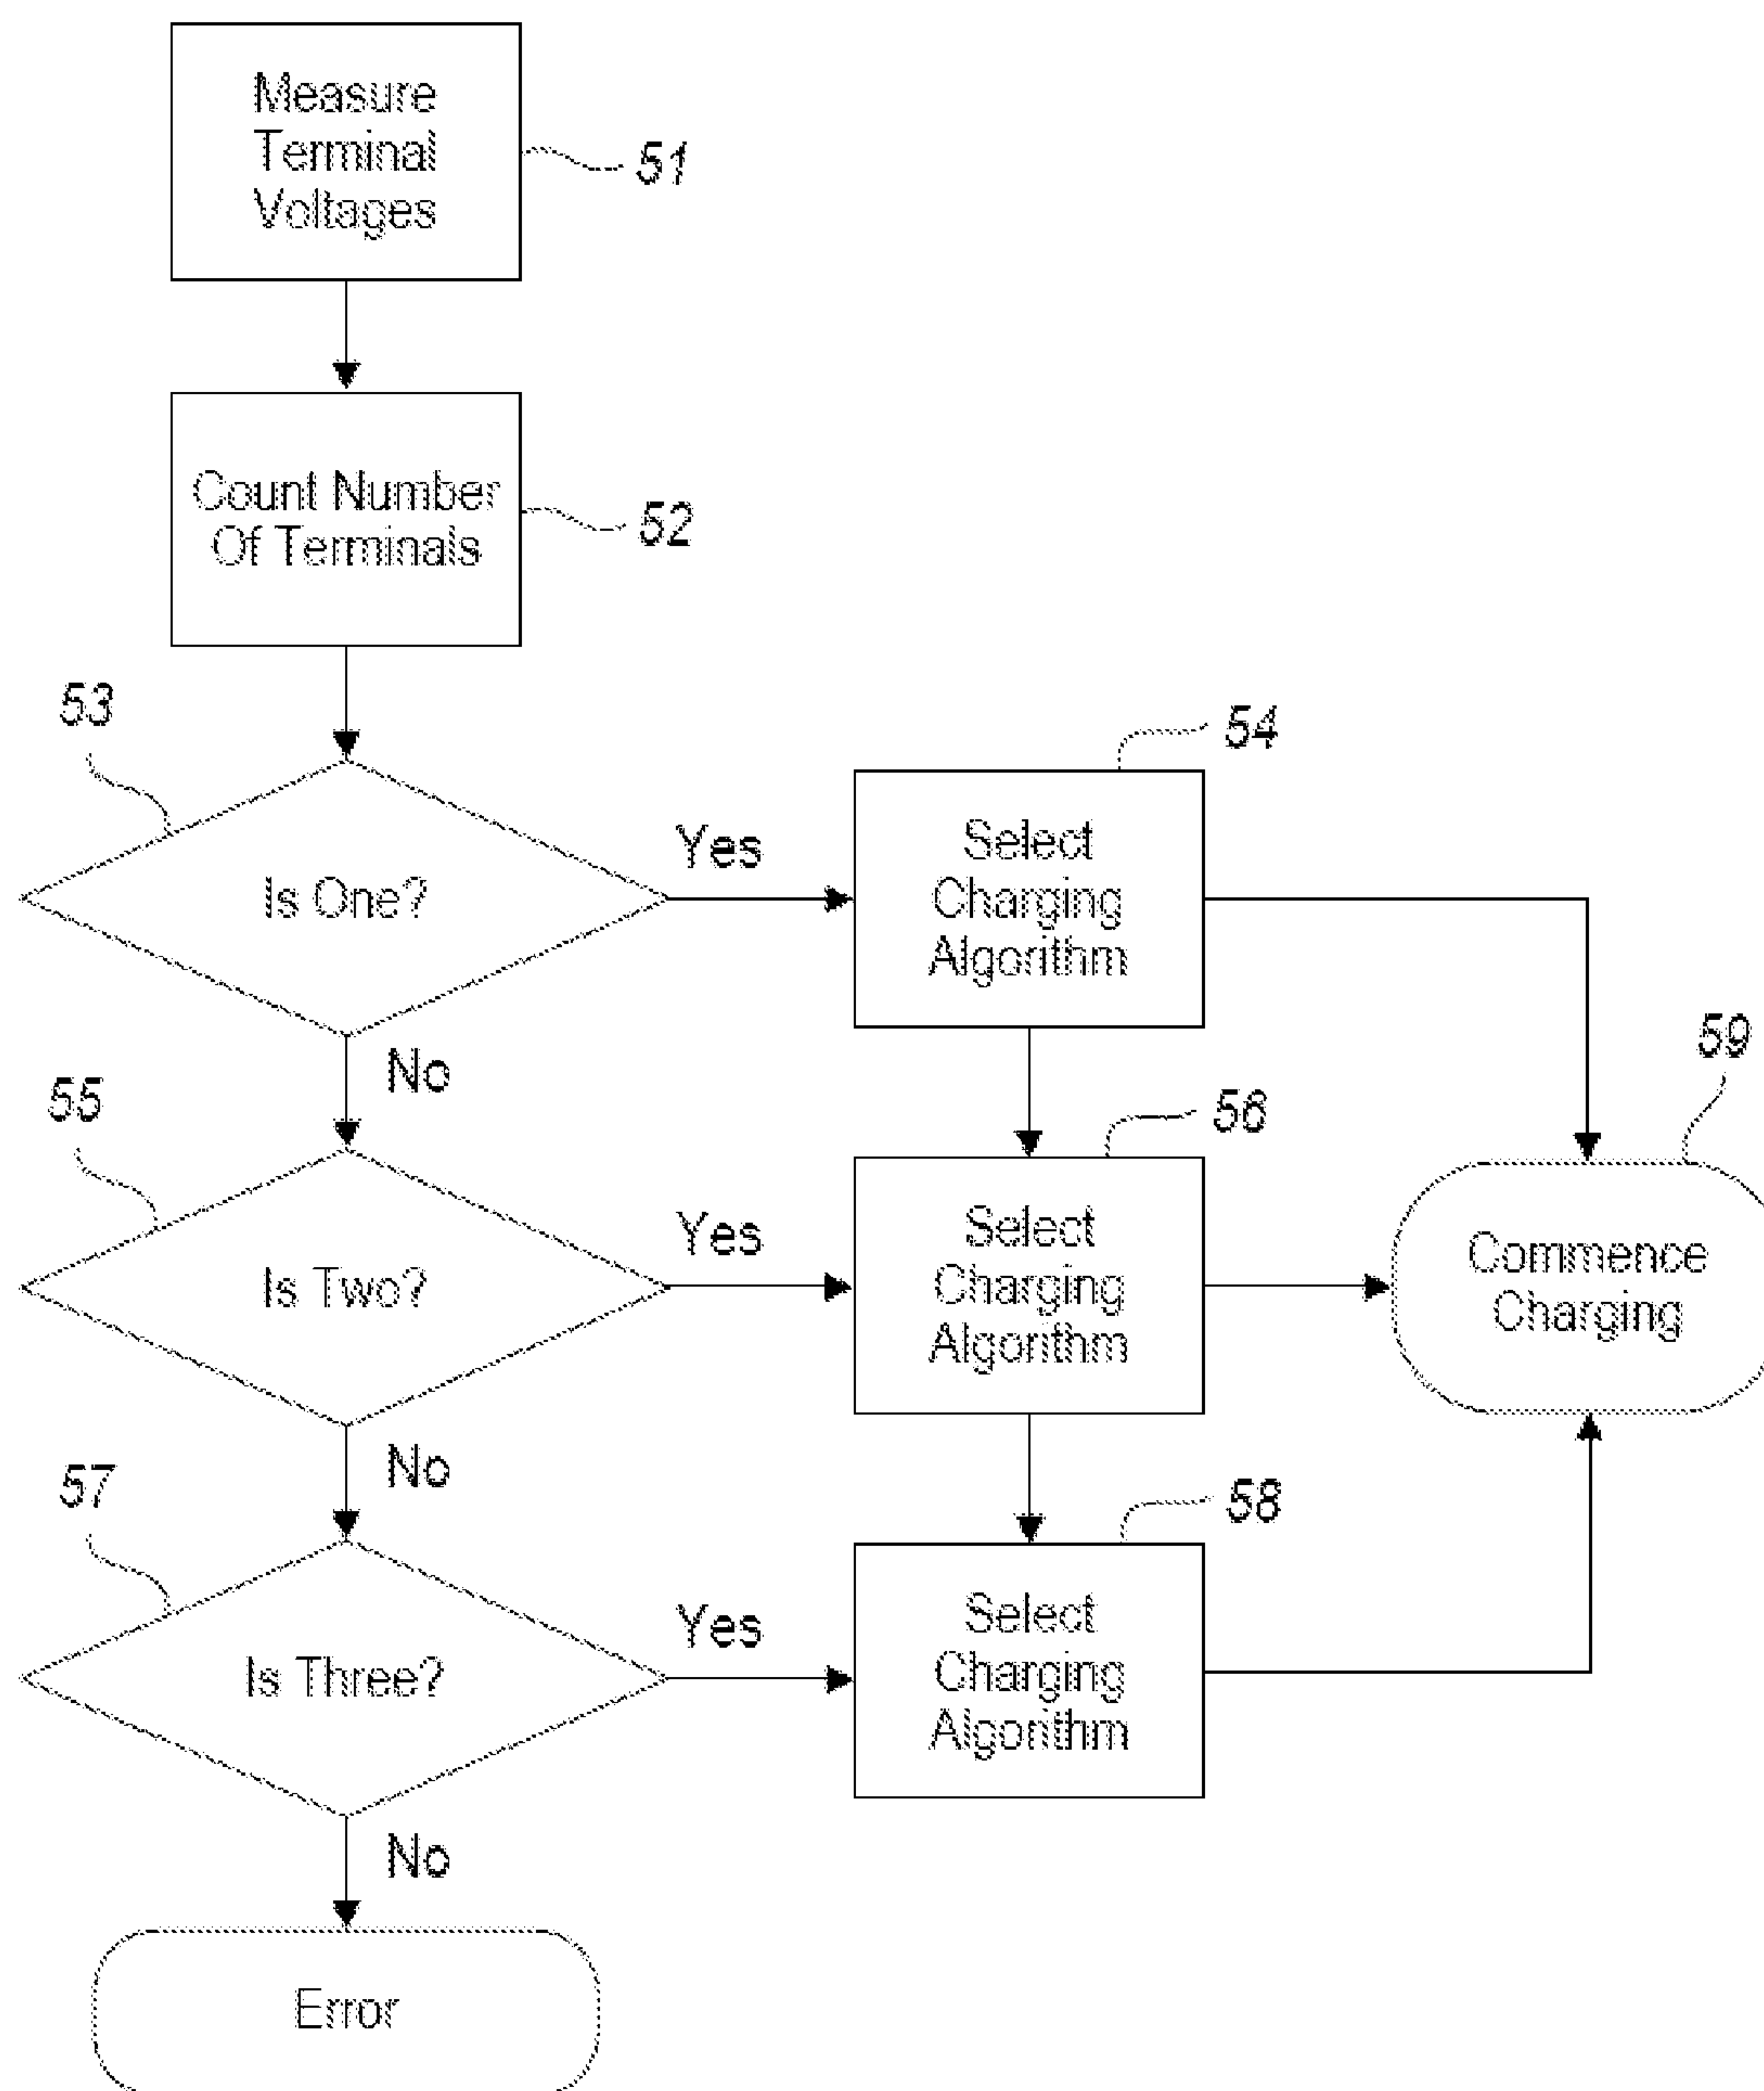 Measure
Terminal
Voltages
51
Count Number
Of Terminals
52
53
Is One?
Yes
54
Select
Charging
Algorithm
No
55
Is Two?
Yes
56
Select
Charging
Algorithm
59
Commence
Charging
No
57
Is Three?
Yes
58
Select
Charging
Algorithm
No
Error